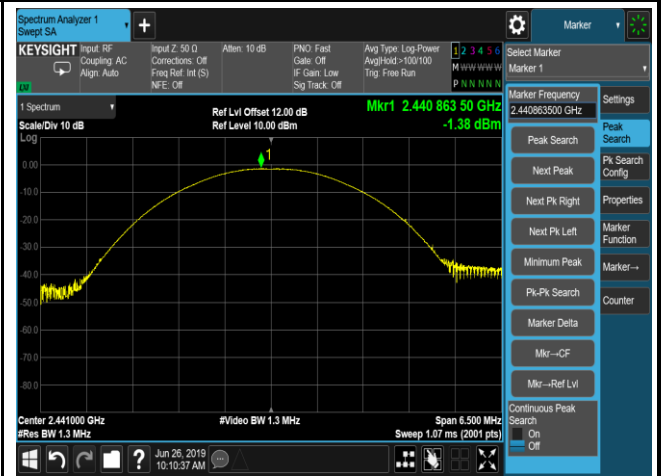 Spectrum Analyzer 1
Swept SA
Marker
KEYSIGHT
Input: RF
Coupling: AC
Align: Auto
Input Z: 50 Ω
Corrections: Off
Freq Ref: Int (S)
NFE: Off
Atten: 10 dB
PNO: Fast
Gate: Off
IF Gain: Low
Sig Track: Off
Avg Type: Log-Power
Avg|Hold:>100/100
Trig: Free Run
1 2 3 4 5 6
M W W W W W
P N N N N N
Select Marker
Marker 1
1 Spectrum
Scale/Div 10 dB
Log
Ref Lvl Offset 12.00 dB
Ref Level 10.00 dBm
Mkr1 2.440 863 50 GHz
-1.38 dBm
1
0.00
-10.0
-20.0
-30.0
-40.0
-50.0
-60.0
-70.0
-80.0
Center 2.441000 GHz
#Res BW 1.3 MHz
#Video BW 1.3 MHz
Span 6.500 MHz
Sweep 1.07 ms (2001 pts)
Marker Frequency
2.440863500 GHz
Peak Search
Next Peak
Next Pk Right
Next Pk Left
Minimum Peak
Pk-Pk Search
Marker Delta
Mkr→CF
Mkr→Ref Lvl
Continuous Peak
Search
On
Off
Settings
Peak
Search
Pk Search
Config
Properties
Marker
Function
Marker→
Counter
Jun 26, 2019
10:10:37 AM